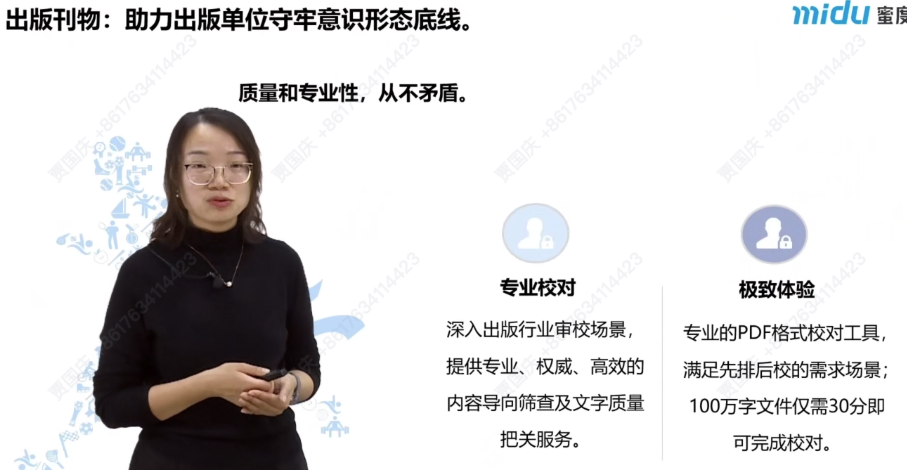 出版刊物：助力出版单位守牢意识形态底线。
midu 蜜度
质量和专业性，从不矛盾。
贾国庆 +8617634114423
专业校对
极致体验
深入出版行业审校场景，
提供专业、权威、高效的
内容导向筛查及文字质量
把关服务。
专业的PDF格式校对工具，
满足先排后校的需求场景；
100万字文件仅需30分即
可完成校对。